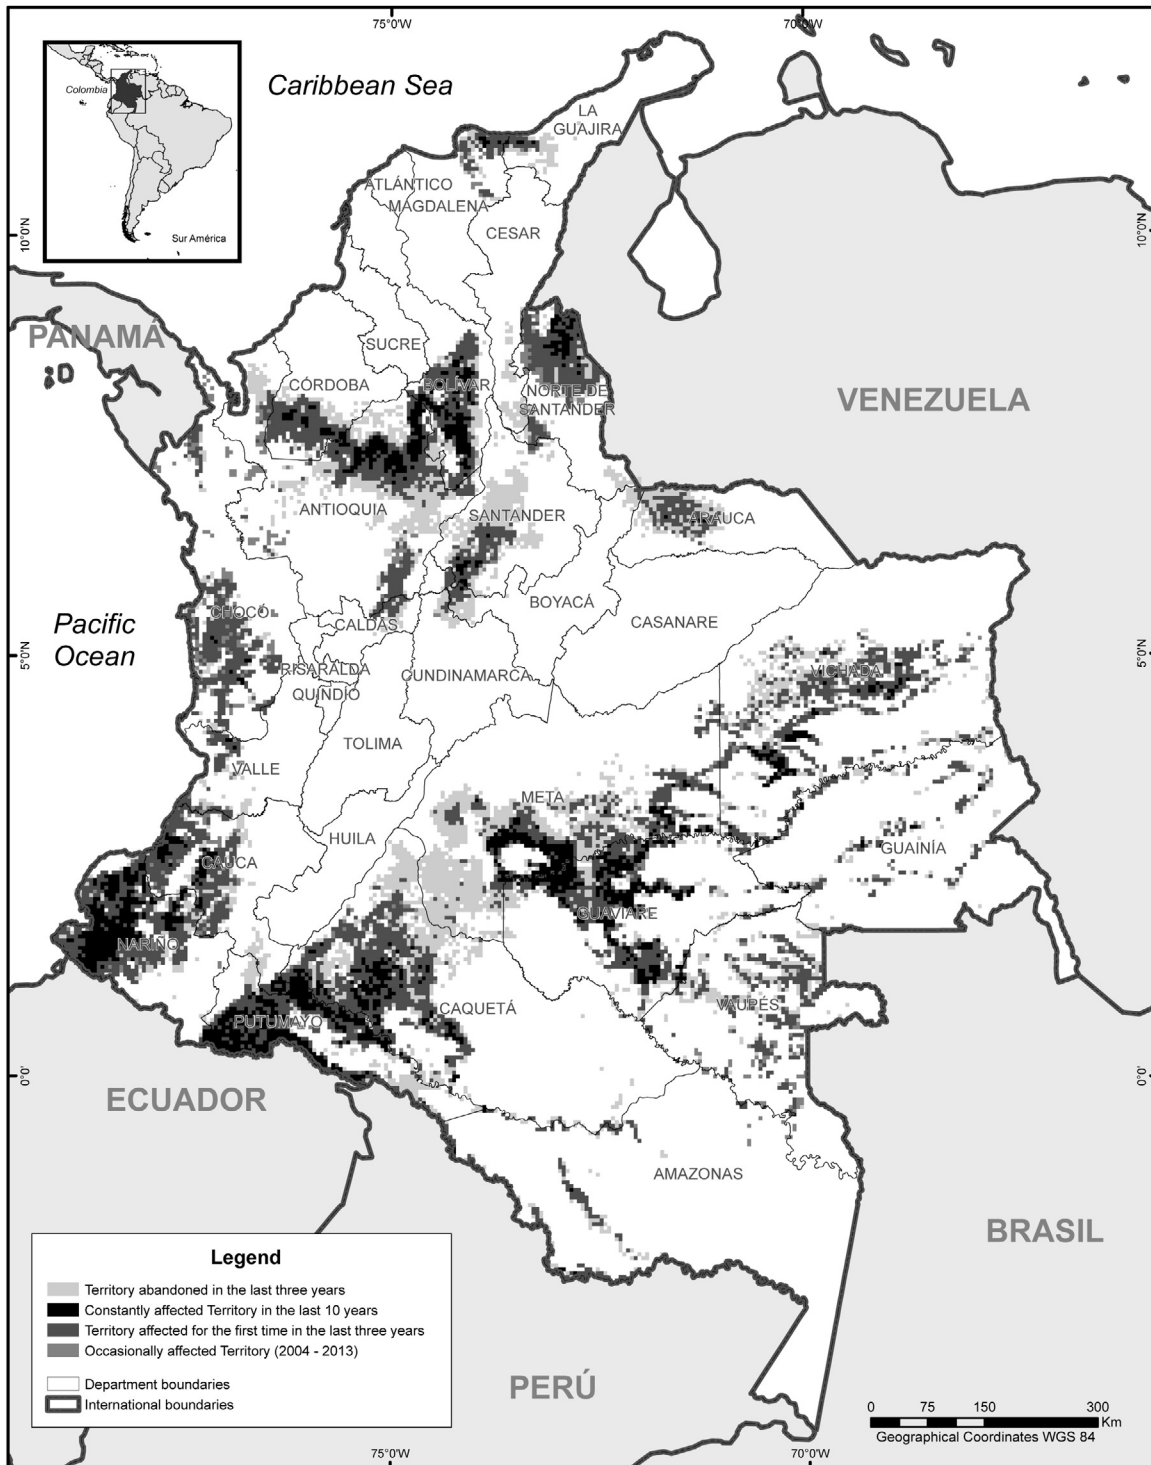 75°0'W
70°0'W
Colombia
Sur América
Caribbean Sea
LA
GUAJIRA
ATLÁNTICO
MAGDALENA
CESAR
10°0'N
10°0'N
PANAMÁ
SUCRE
CÓRDOBA
BOLÍVAR
NORTE DE
SANTANDER
VENEZUELA
ANTIOQUIA
SANTANDER
ARAUCA
Pacific
Ocean
CHOCÓ
BOYACÁ
CALDAS
CASANARE
5°0'N
5°0'N
RISARALDA
CUNDINAMARCA
VICHADA
QUINDÍO
TOLIMA
VALLE
META
HUILA
GUAINÍA
CAUCA
GUAVIARE
NARIÑO
CAQUETÁ
VAUPÉS
PUTUMAYO
0°0'
ECUADOR
AMAZONAS
BRASIL
PERÚ
Legend
Territory abandoned in the last three years
Constantly affected Territory in the last 10 years
Territory affected for the first time in the last three years
Occasionally affected Territory (2004 - 2013)
Department boundaries
International boundaries
0 75 150 300
Km
Geographical Coordinates WGS 84
75°0'W
70°0'W